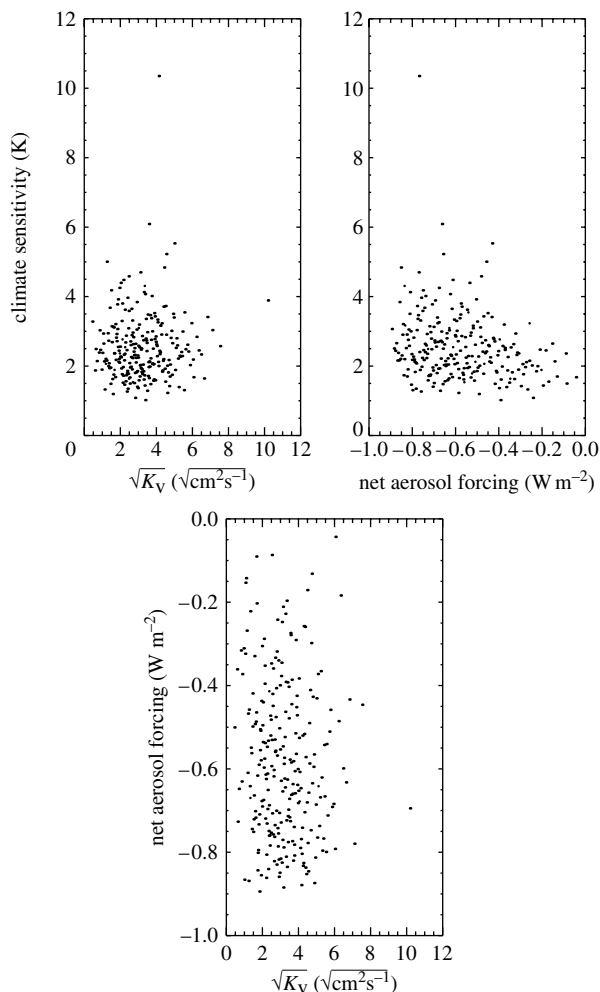 12
10
8
6
4
2
0
climate sensitivity (K)
0 2 4 6 8 10 12
√K_V (√cm²s⁻¹)
12
10
8
6
4
2
0
−1.0 −0.8 −0.6 −0.4 −0.2 0.0
net aerosol forcing (W m⁻²)
0.0
−0.2
−0.4
−0.6
−0.8
−1.0
net aerosol forcing (W m⁻²)
0 2 4 6 8 10 12
√K_V (√cm²s⁻¹)